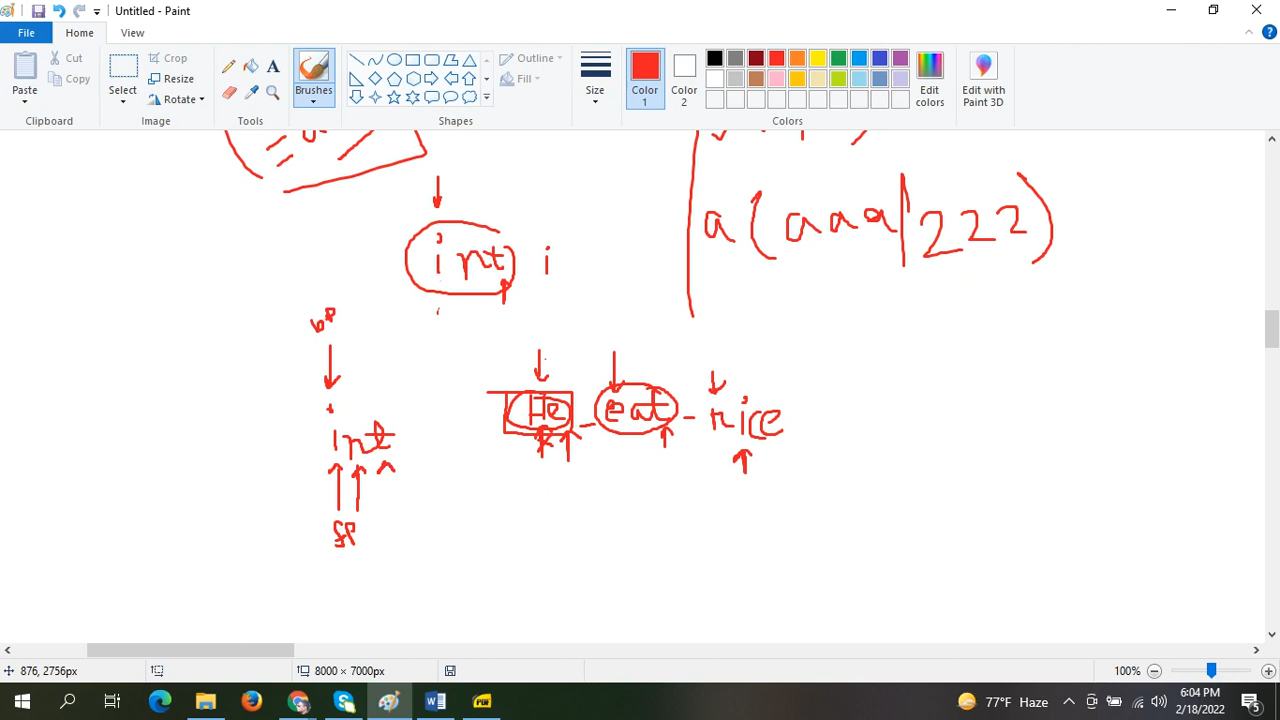 Untitled - Paint
File
Home
View
Paste
Cut
Copy
Clipboard
Select
Crop
Resize
Rotate
Image
A
Tools
Brushes
Outline
Fill
Shapes
Size
Color 1
Color 2
Edit colors
Edit with Paint 3D
Colors
a(aaa|222)
int i
int
He_eat-rice
876, 2756px
8000 × 7000px
100%
77°F Haze
6:04 PM
2/18/2022
5